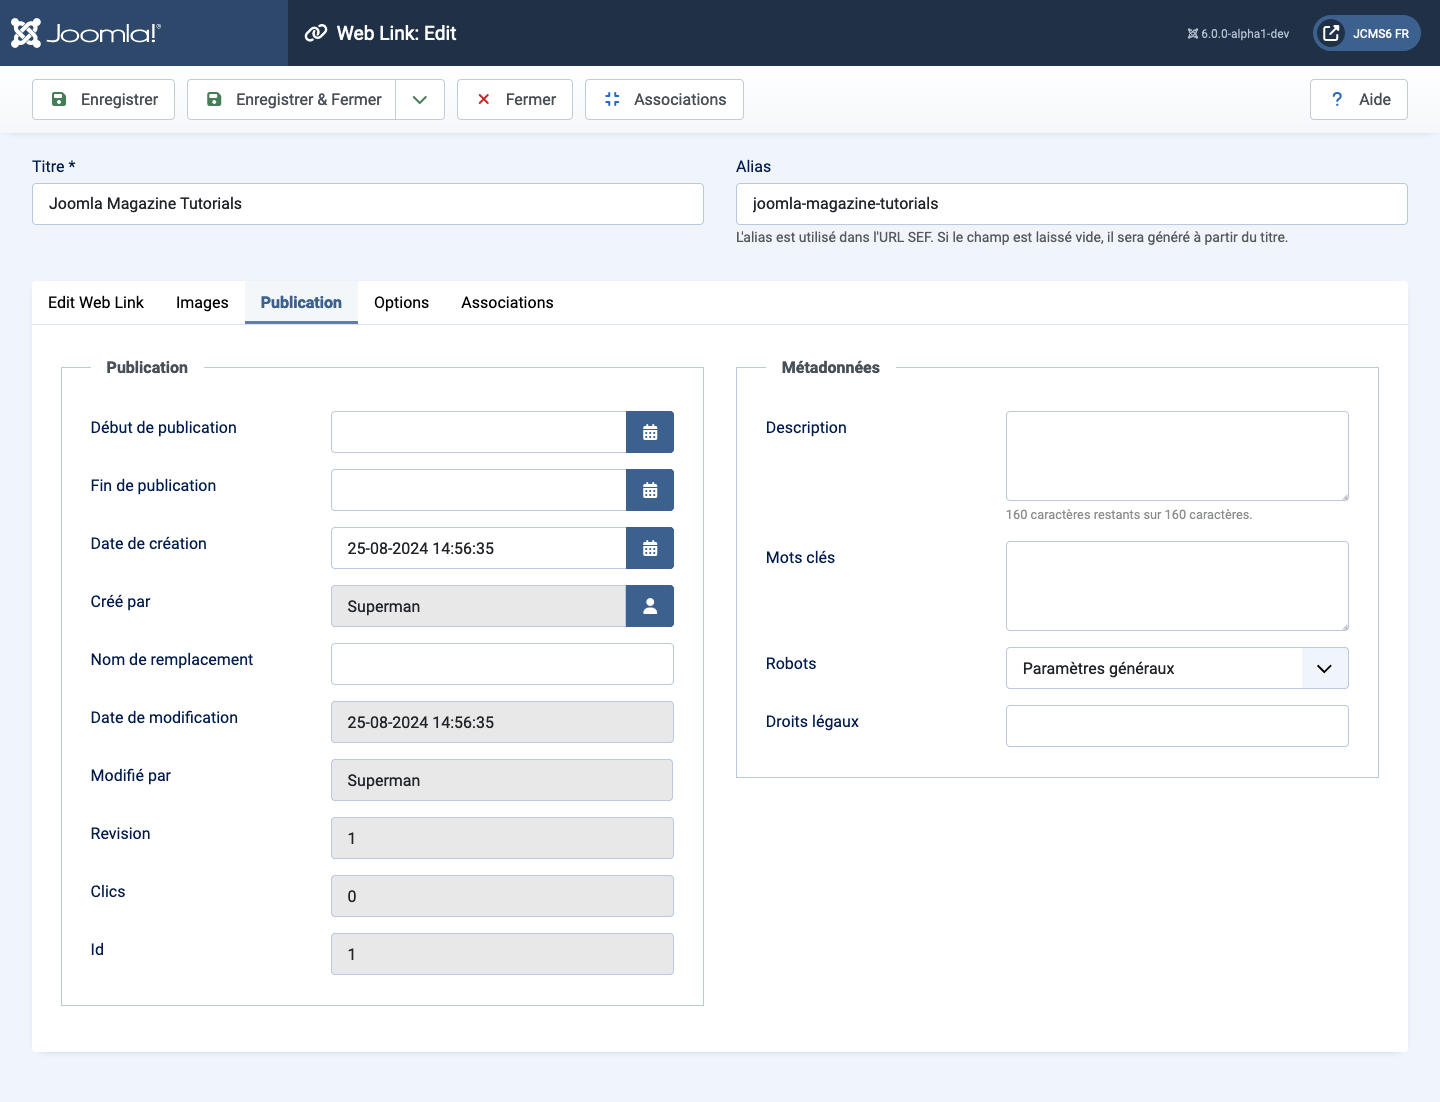 Joomla!®
Web Link: Edit
6.0.0-alpha1-dev
JCMS6 FR
Enregistrer
Enregistrer & Fermer
Fermer
Associations
? Aide
Titre *
Joomla Magazine Tutorials
Alias
joomla-magazine-tutorials
L'alias est utilisé dans l'URL SEF. Si le champ est laissé vide, il sera généré à partir du titre.
Edit Web Link
Images
Publication
Options
Associations
Publication
Début de publication
Fin de publication
Date de création
25-08-2024 14:56:35
Créé par
Superman
Nom de remplacement
Date de modification
25-08-2024 14:56:35
Modifié par
Superman
Revision
1
Clics
0
Id
1
Métadonnées
Description
160 caractères restants sur 160 caractères.
Mots clés
Robots
Paramètres généraux
Droits légaux